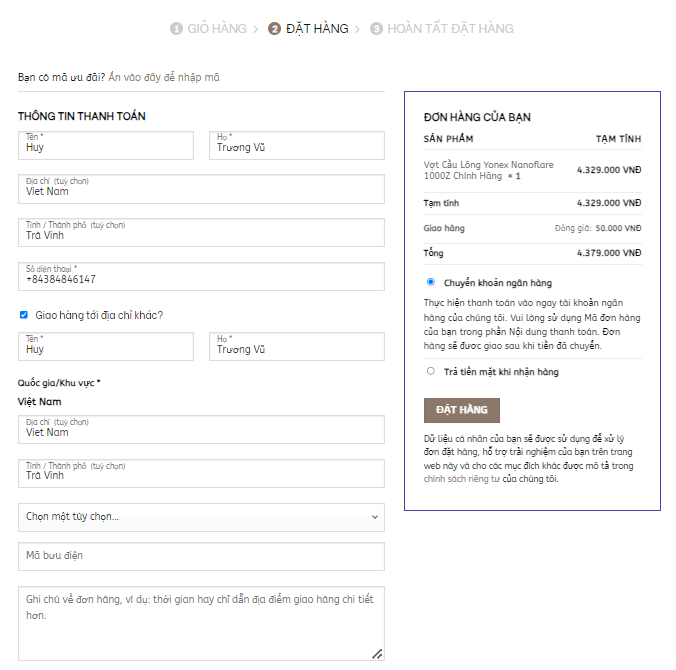 1 GIỎ HÀNG > 2 ĐẶT HÀNG > 3 HOÀN TẤT ĐẶT HÀNG
Bạn có mã ưu đãi? Ấn vào đây để nhập mã
THÔNG TIN THANH TOÁN
Tên * Họ *
Huy Trương Vũ
Địa chỉ (tuỳ chọn)
Viet Nam
Tỉnh / Thành phố (tuỳ chọn)
Trà Vinh
Số điện thoại *
+84384846147
Giao hàng tới địa chỉ khác?
Tên * Họ *
Huy Trương Vũ
Quốc gia/Khu vực *
Việt Nam
Địa chỉ (tuỳ chọn)
Viet Nam
Tỉnh / Thành phố (tuỳ chọn)
Trà Vinh
Chọn một tùy chọn...
Mã bưu điện
Ghi chú về đơn hàng, ví dụ: thời gian hay chỉ dẫn địa điểm giao hàng chi tiết
hơn.
ĐƠN HÀNG CỦA BẠN
SẢN PHẨM TẠM TÍNH
Vợt Cầu Lông Yonex Nanoflare
1000Z Chính Hãng × 1 4.329.000 VNĐ
Tạm tính 4.329.000 VNĐ
Giao hàng Đồng giá: 50.000 VNĐ
Tổng 4.379.000 VNĐ
Chuyển khoản ngân hàng
Thực hiện thanh toán vào ngay tài khoản ngân
hàng của chúng tôi. Vui lòng sử dụng Mã đơn hàng
của bạn trong phần Nội dung thanh toán. Đơn
hàng sẽ được giao sau khi tiền đã chuyển.
Trả tiền mặt khi nhận hàng
ĐẶT HÀNG
Dữ liệu cá nhân của bạn sẽ được sử dụng để xử lý
đơn đặt hàng, hỗ trợ trải nghiệm của bạn trên trang
web này và cho các mục đích khác được mô tả trong
chính sách riêng tư của chúng tôi.